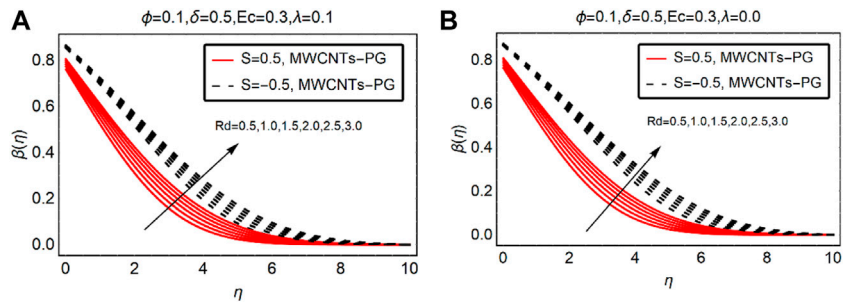 A
ϕ=0.1,δ=0.5,Ec=0.3,λ=0.1
S=0.5, MWCNTs-PG
S=-0.5, MWCNTs-PG
Rd=0.5,1.0,1.5,2.0,2.5,3.0
β(η)
0.8
0.6
0.4
0.2
0.0
0 2 4 6 8 10
η
B
ϕ=0.1,δ=0.5,Ec=0.3,λ=0.0
S=0.5, MWCNTs-PG
S=-0.5, MWCNTs-PG
Rd=0.5,1.0,1.5,2.0,2.5,3.0
β(η)
0.8
0.6
0.4
0.2
0.0
0 2 4 6 8 10
η